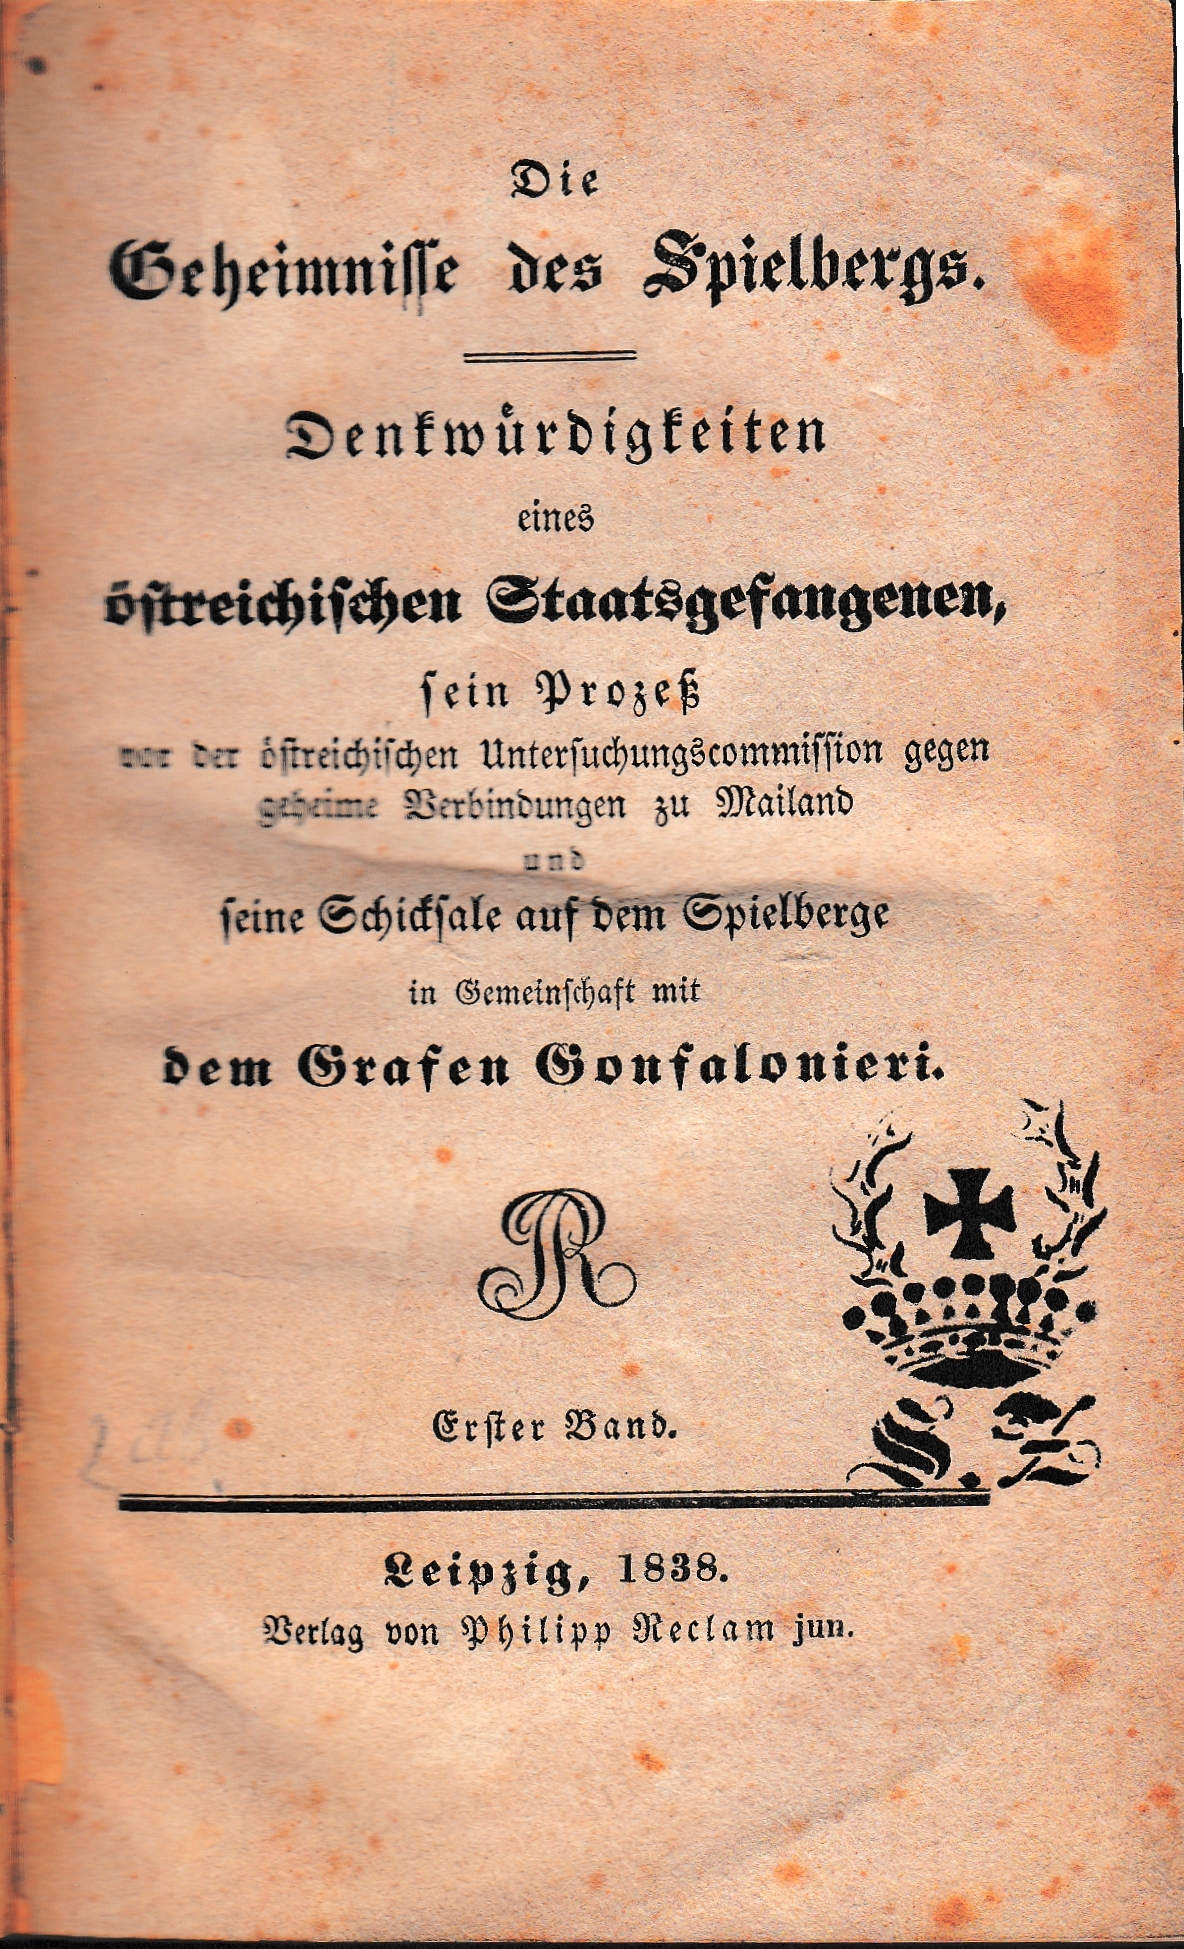 Die
Geheimnisse des Spielbergs.
Denkwürdigkeiten
eines
östreichischen Staatsgefangenen,
sein Prozeß
vor der östreichischen Untersuchungscommission gegen
geheime Verbindungen zu Mailand
und
seine Schicksale auf dem Spielberge
in Gemeinschaft mit
dem Grafen Gonfalonieri.
PR
Erster Band.
Leipzig, 1838.
Verlag von Philipp Reclam jun.